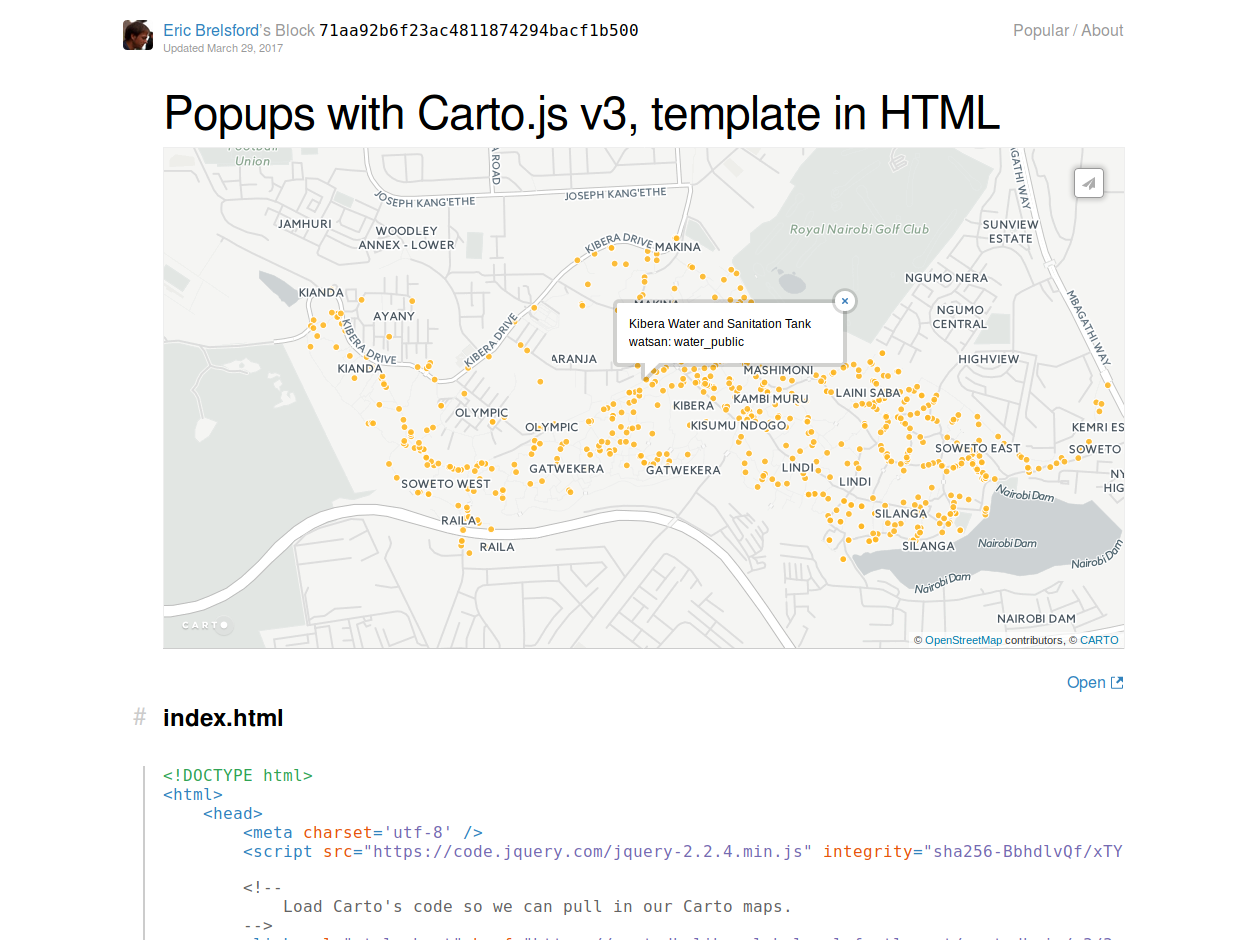 Eric Brelsford's Block 71aa92b6f23ac4811874294bacf1b500
Popular / About
Updated March 29, 2017
Popups with Carto.js v3, template in HTML
Football
Union
A ROAD
JOSEPH KANG'ETHE
JOSEPH KANG'ETHE
GATHI WAY
JAMHURI
WOODLEY
ANNEX - LOWER
KIBERA DRIVE
MAKINA
Royal Nairobi Golf Club
SUNVIEW
ESTATE
NGUMO NERA
KIANDA
MAKINA
MBAGATHI WAY
AYANY
NGUMO
CENTRAL
Kibera Water and Sanitation Tank
watsan: water_public
KIBERA DRIVE
KIBERA DRIVE
ARANJA
HIGHVIEW
KIANDA
MASHIMONI
LAINI SABA
KAMBI MURU
KIBERA
OLYMPIC
OLYMPIC
KISUMU NDOGO
KEMRI ES
SOWETO EAST
SOWETO
GATWEKERA
GATWEKERA
LINDI
LINDI
NY
HIG
SOWETO WEST
Nairobi Dam
SILANGA
RAILA
RAILA
SILANGA
Nairobi Dam
Nairobi Dam
Nairobi Dam
NAIROBI DAM
CARTO
© OpenStreetMap contributors, © CARTO
Open
# index.html
<!DOCTYPE html>
<html>
<head>
<meta charset='utf-8' />
<script src="https://code.jquery.com/jquery-2.2.4.min.js" integrity="sha256-BbhdlvQf/xTY
<!--
Load Carto's code so we can pull in our Carto maps.
-->